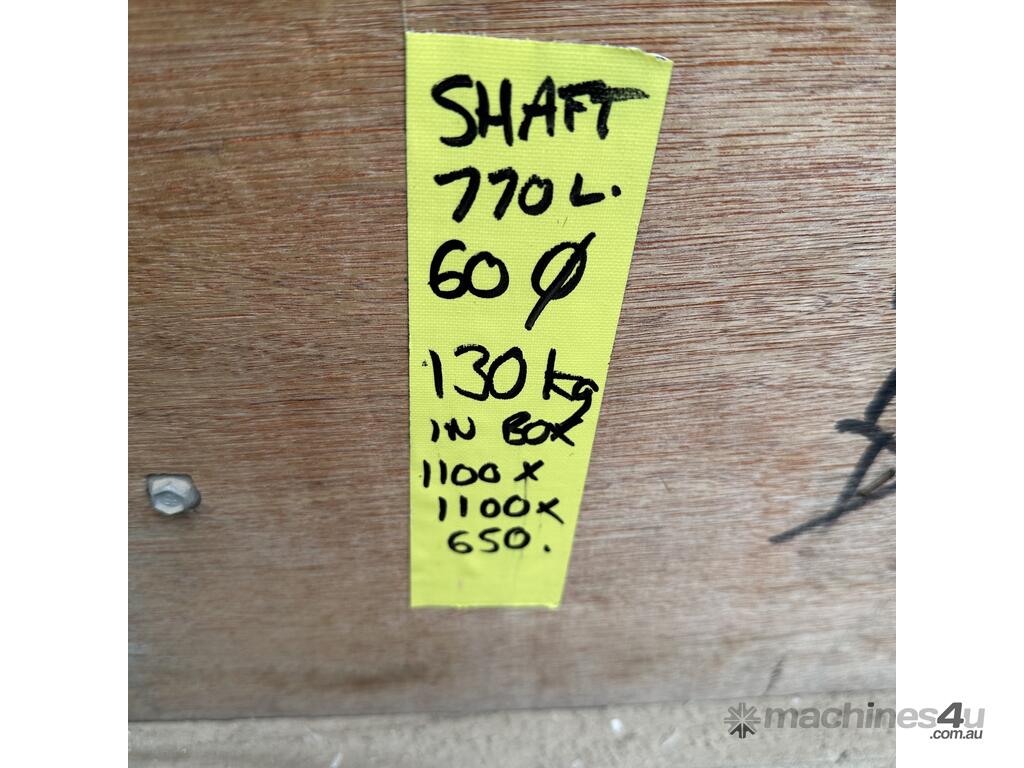 SHAFT
770 L.
60 Ø
130 kg
IN BOX
1100 X
1100 X
650.
machines4u
.com.au